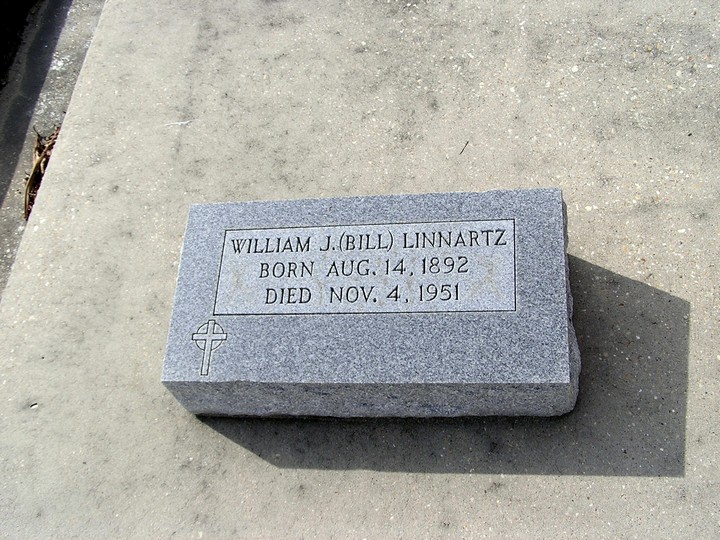 WILLIAM J. (BILL) LINNARTZ
BORN AUG. 14, 1892
DIED NOV. 4, 1951